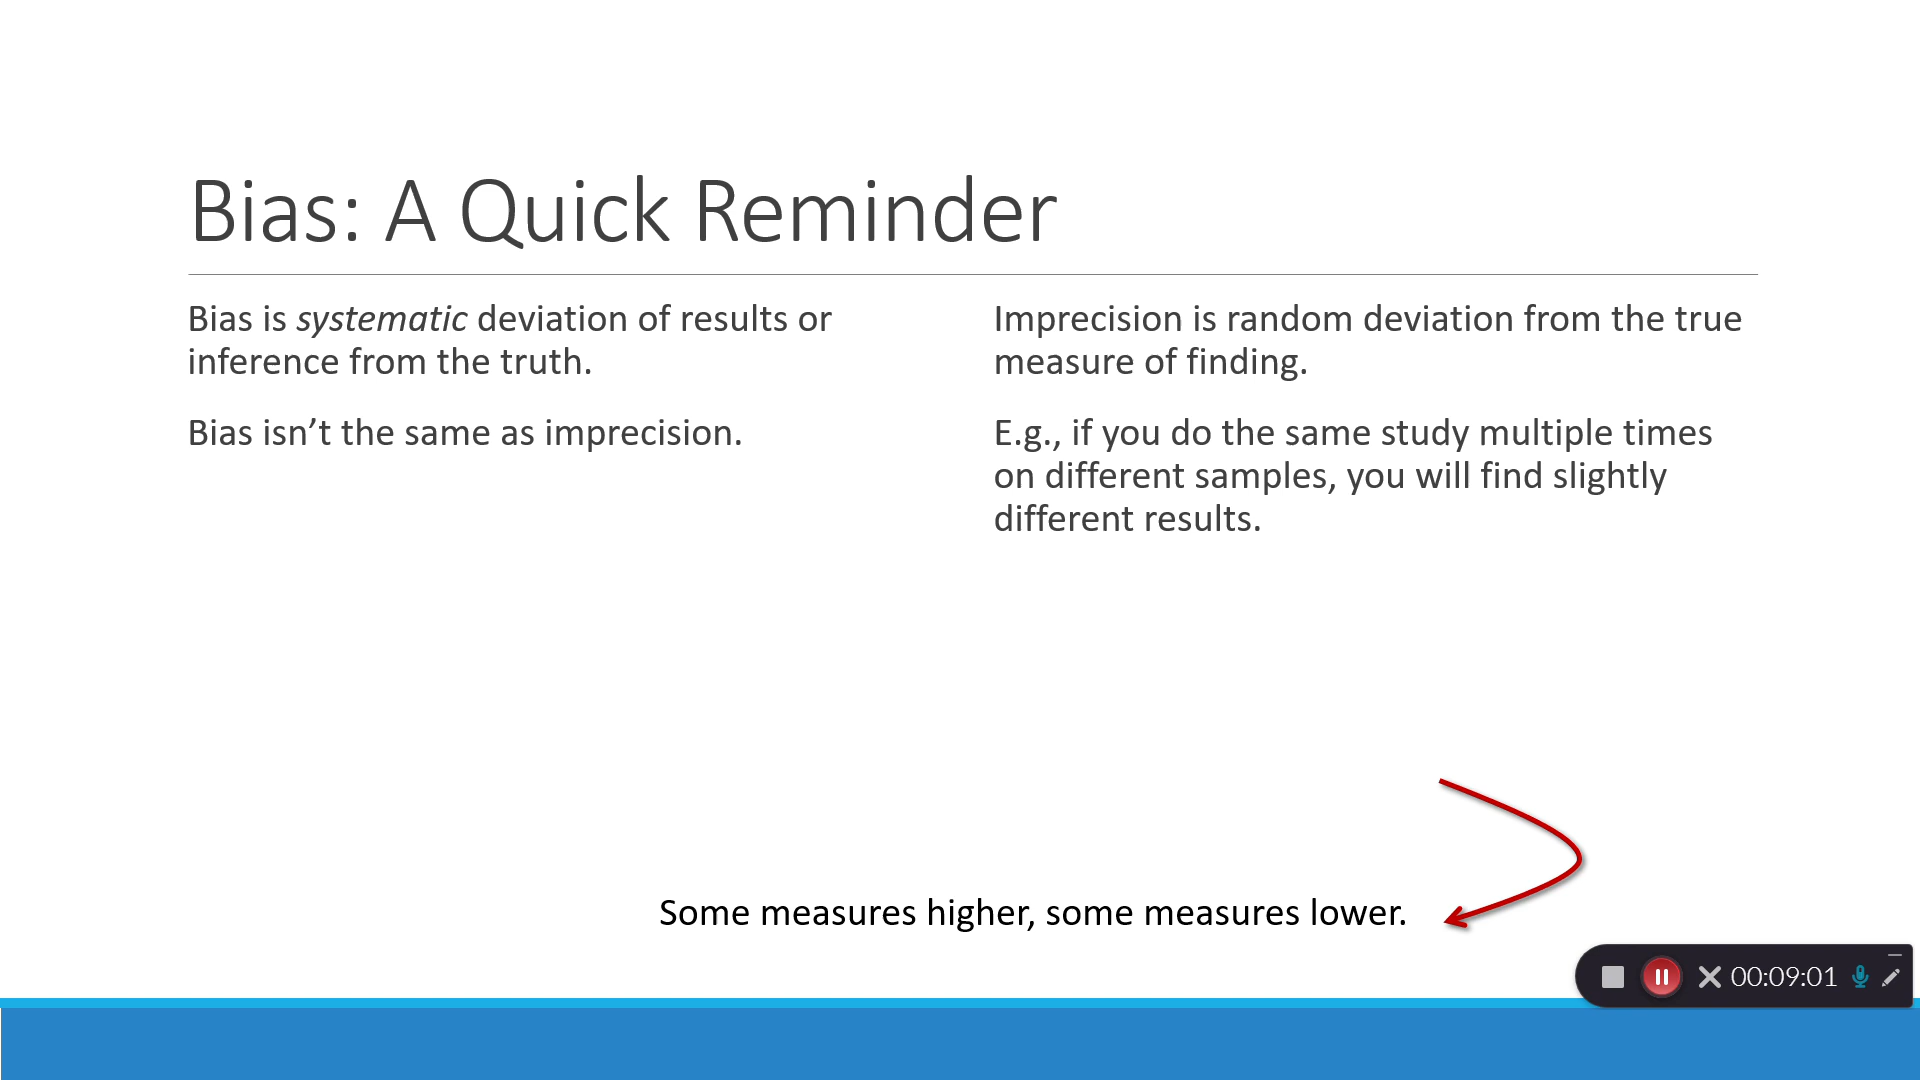 Bias: A Quick Reminder
Bias is systematic deviation of results or
inference from the truth.
Bias isn’t the same as imprecision.
Imprecision is random deviation from the true
measure of finding.
E.g., if you do the same study multiple times
on different samples, you will find slightly
different results.
Some measures higher, some measures lower.
00:09:01